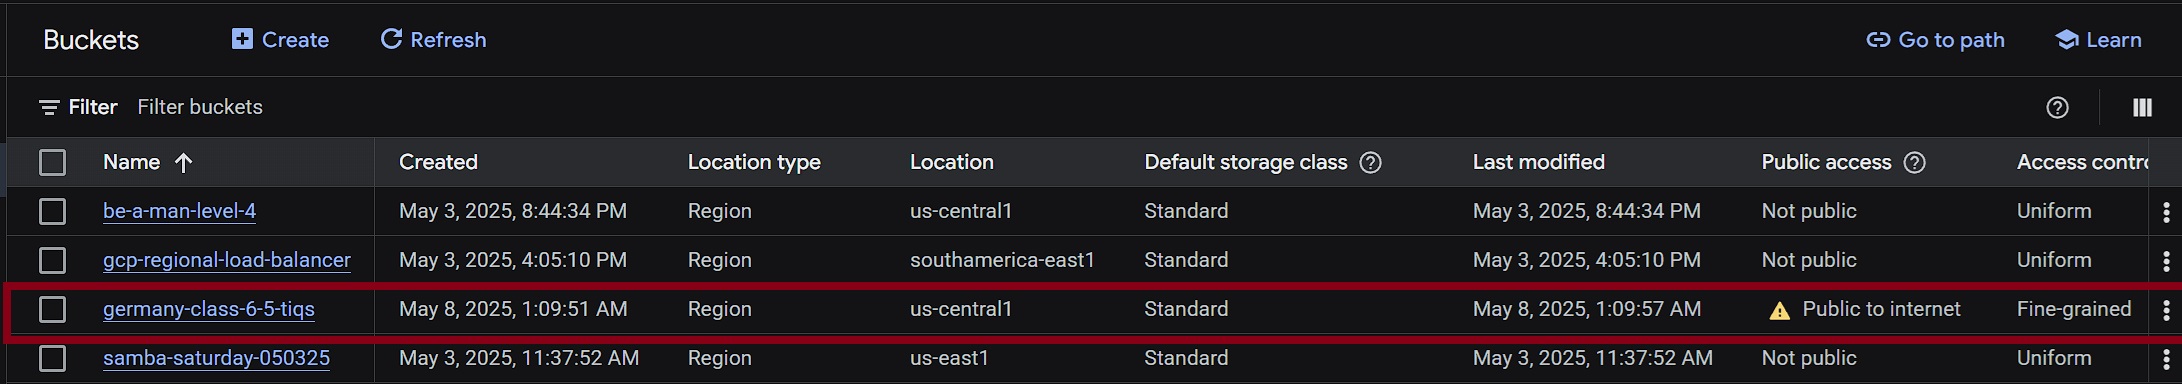 Buckets Create Refresh Go to path Learn
Filter Filter buckets
Name Created Location type Location Default storage class Last modified Public access Access contro
be-a-man-level-4 May 3, 2025, 8:44:34 PM Region us-central1 Standard May 3, 2025, 8:44:34 PM Not public Uniform
gcp-regional-load-balancer May 3, 2025, 4:05:10 PM Region southamerica-east1 Standard May 3, 2025, 4:05:10 PM Not public Uniform
germany-class-6-5-tiqs May 8, 2025, 1:09:51 AM Region us-central1 Standard May 8, 2025, 1:09:57 AM Public to internet Fine-grained
samba-saturday-050325 May 3, 2025, 11:37:52 AM Region us-east1 Standard May 3, 2025, 11:37:52 AM Not public Uniform